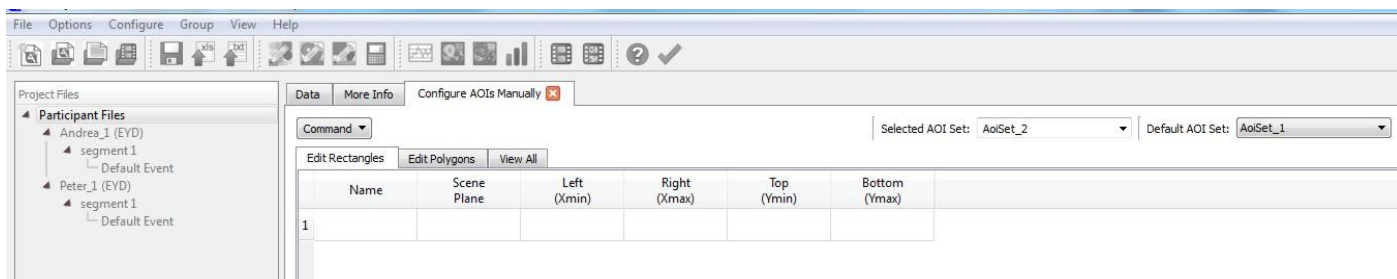 File Options Configure Group View Help
xls txt
Project Files
Participant Files
Andrea_1 (EYD)
segment 1
Default Event
Peter_1 (EYD)
segment 1
Default Event
Data More Info Configure AOIs Manually
Command Selected AOI Set: AoiSet_2 Default AOI Set: AoiSet_1
Edit Rectangles Edit Polygons View All
Name Scene Plane Left (Xmin) Right (Xmax) Top (Ymin) Bottom (Ymax)
1